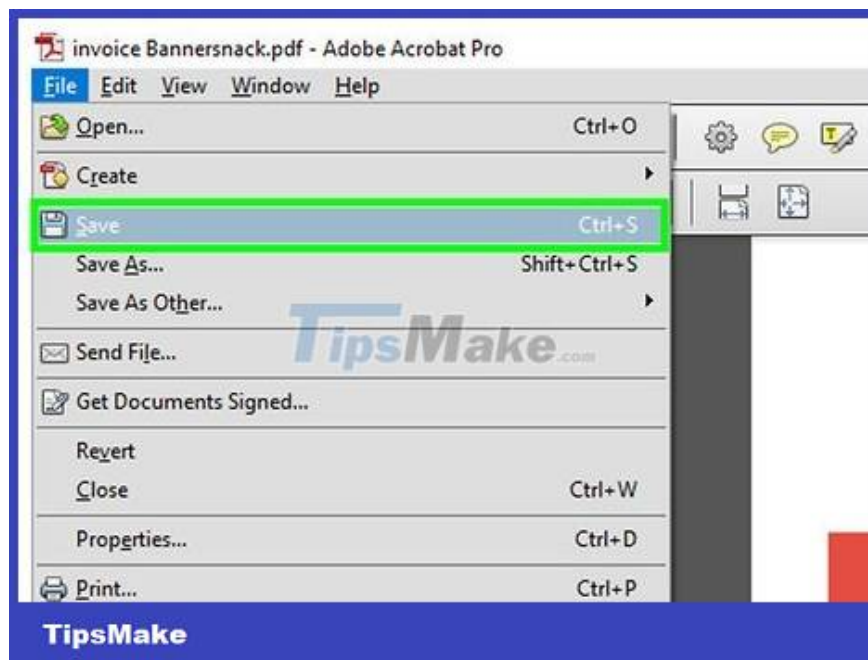 invoice Bannersnack.pdf - Adobe Acrobat Pro
File Edit View Window Help
Open... Ctrl+O
Create
Save Ctrl+S
Save As... Shift+Ctrl+S
Save As Other...
TipsMake.com
Send File...
Get Documents Signed...
Revert
Close Ctrl+W
Properties... Ctrl+D
Print... Ctrl+P
TipsMake